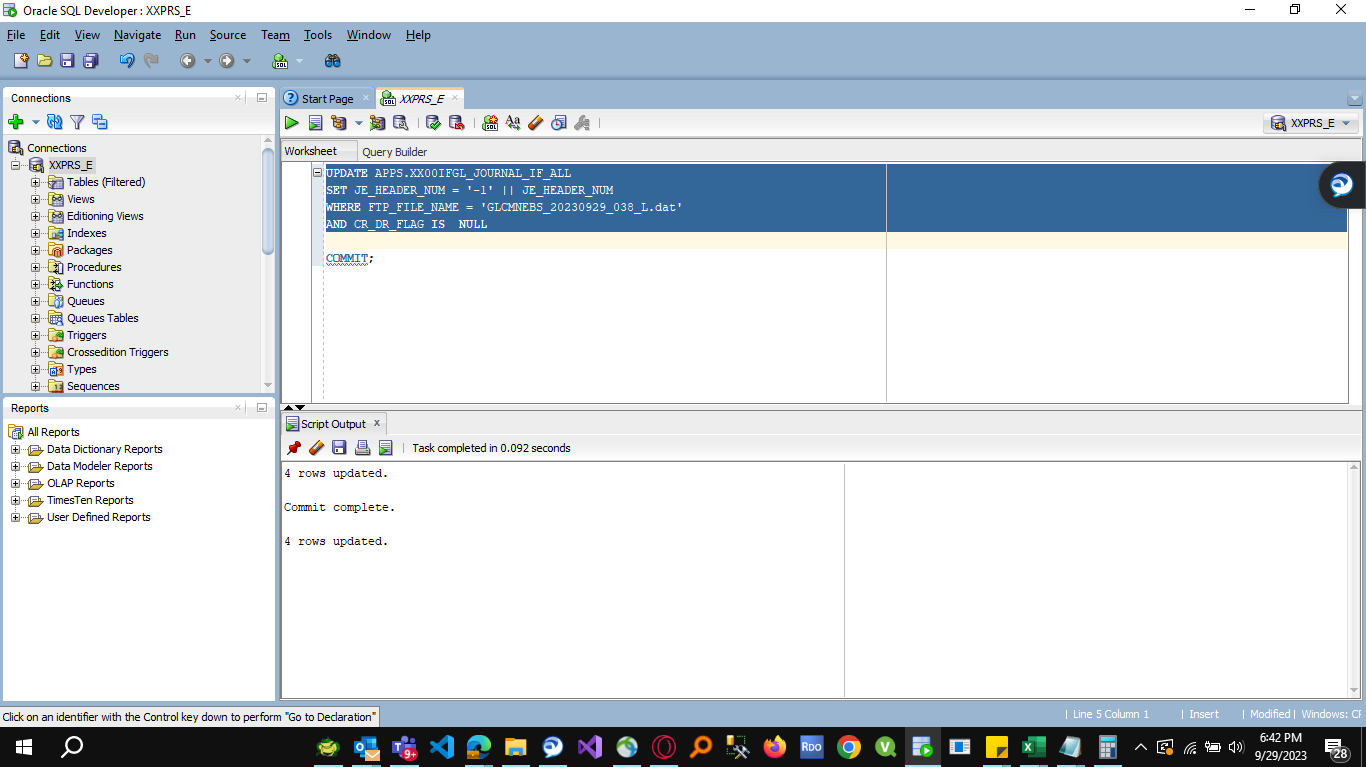 Oracle SQL Developer : XXPRS_E
File Edit View Navigate Run Source Team Tools Window Help
Connections
Start Page
XXPRS_E
XXPRS_E
Worksheet
Query Builder
Connections
XXPRS_E
Tables (Filtered)
Views
Editioning Views
Indexes
Packages
Procedures
Functions
Queues
Queues Tables
Triggers
Crossedition Triggers
Types
Sequences
UPDATE APPS.XX00IFGL_JOURNAL_IF_ALL
SET JE_HEADER_NUM = '-1' || JE_HEADER_NUM
WHERE FTP_FILE_NAME = 'GLCMNEBS_20230929_038_L.dat'
AND CR_DR_FLAG IS  NULL
COMMIT;
Reports
All Reports
Data Dictionary Reports
Data Modeler Reports
OLAP Reports
TimesTen Reports
User Defined Reports
Script Output
Task completed in 0.092 seconds
4 rows updated.
Commit complete.
4 rows updated.
Click on an identifier with the Control key down to perform "Go to Declaration"
Line 5 Column 1
Insert
Modified
Windows: CF
9+
RDO
6:42 PM
9/29/2023
28